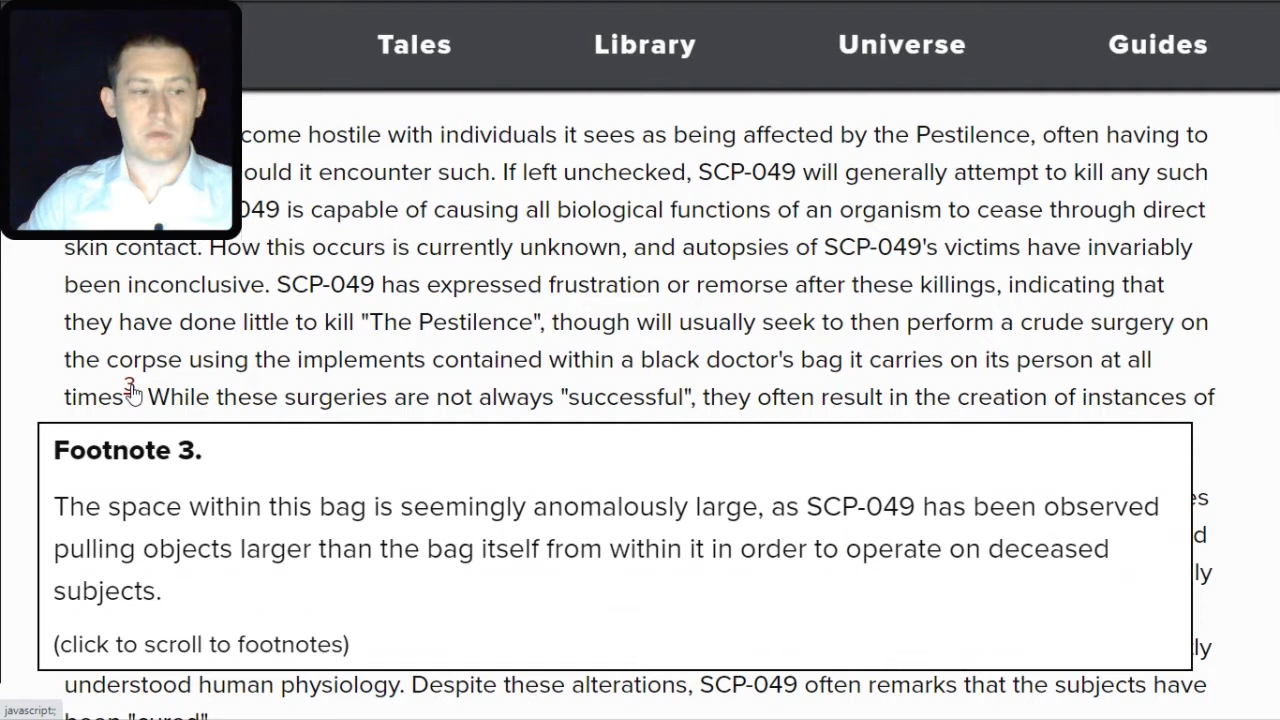 Tales Library Universe Guides
come hostile with individuals it sees as being affected by the Pestilence, often having to
ould it encounter such. If left unchecked, SCP-049 will generally attempt to kill any such
049 is capable of causing all biological functions of an organism to cease through direct
skin contact. How this occurs is currently unknown, and autopsies of SCP-049's victims have invariably
been inconclusive. SCP-049 has expressed frustration or remorse after these killings, indicating that
they have done little to kill "The Pestilence", though will usually seek to then perform a crude surgery on
the corpse using the implements contained within a black doctor's bag it carries on its person at all
times3. While these surgeries are not always "successful", they often result in the creation of instances of
Footnote 3.
The space within this bag is seemingly anomalously large, as SCP-049 has been observed
pulling objects larger than the bag itself from within it in order to operate on deceased
subjects.
(click to scroll to footnotes)
es
d
ly
ly
understood human physiology. Despite these alterations, SCP-049 often remarks that the subjects have
been "cured"
javascript:;